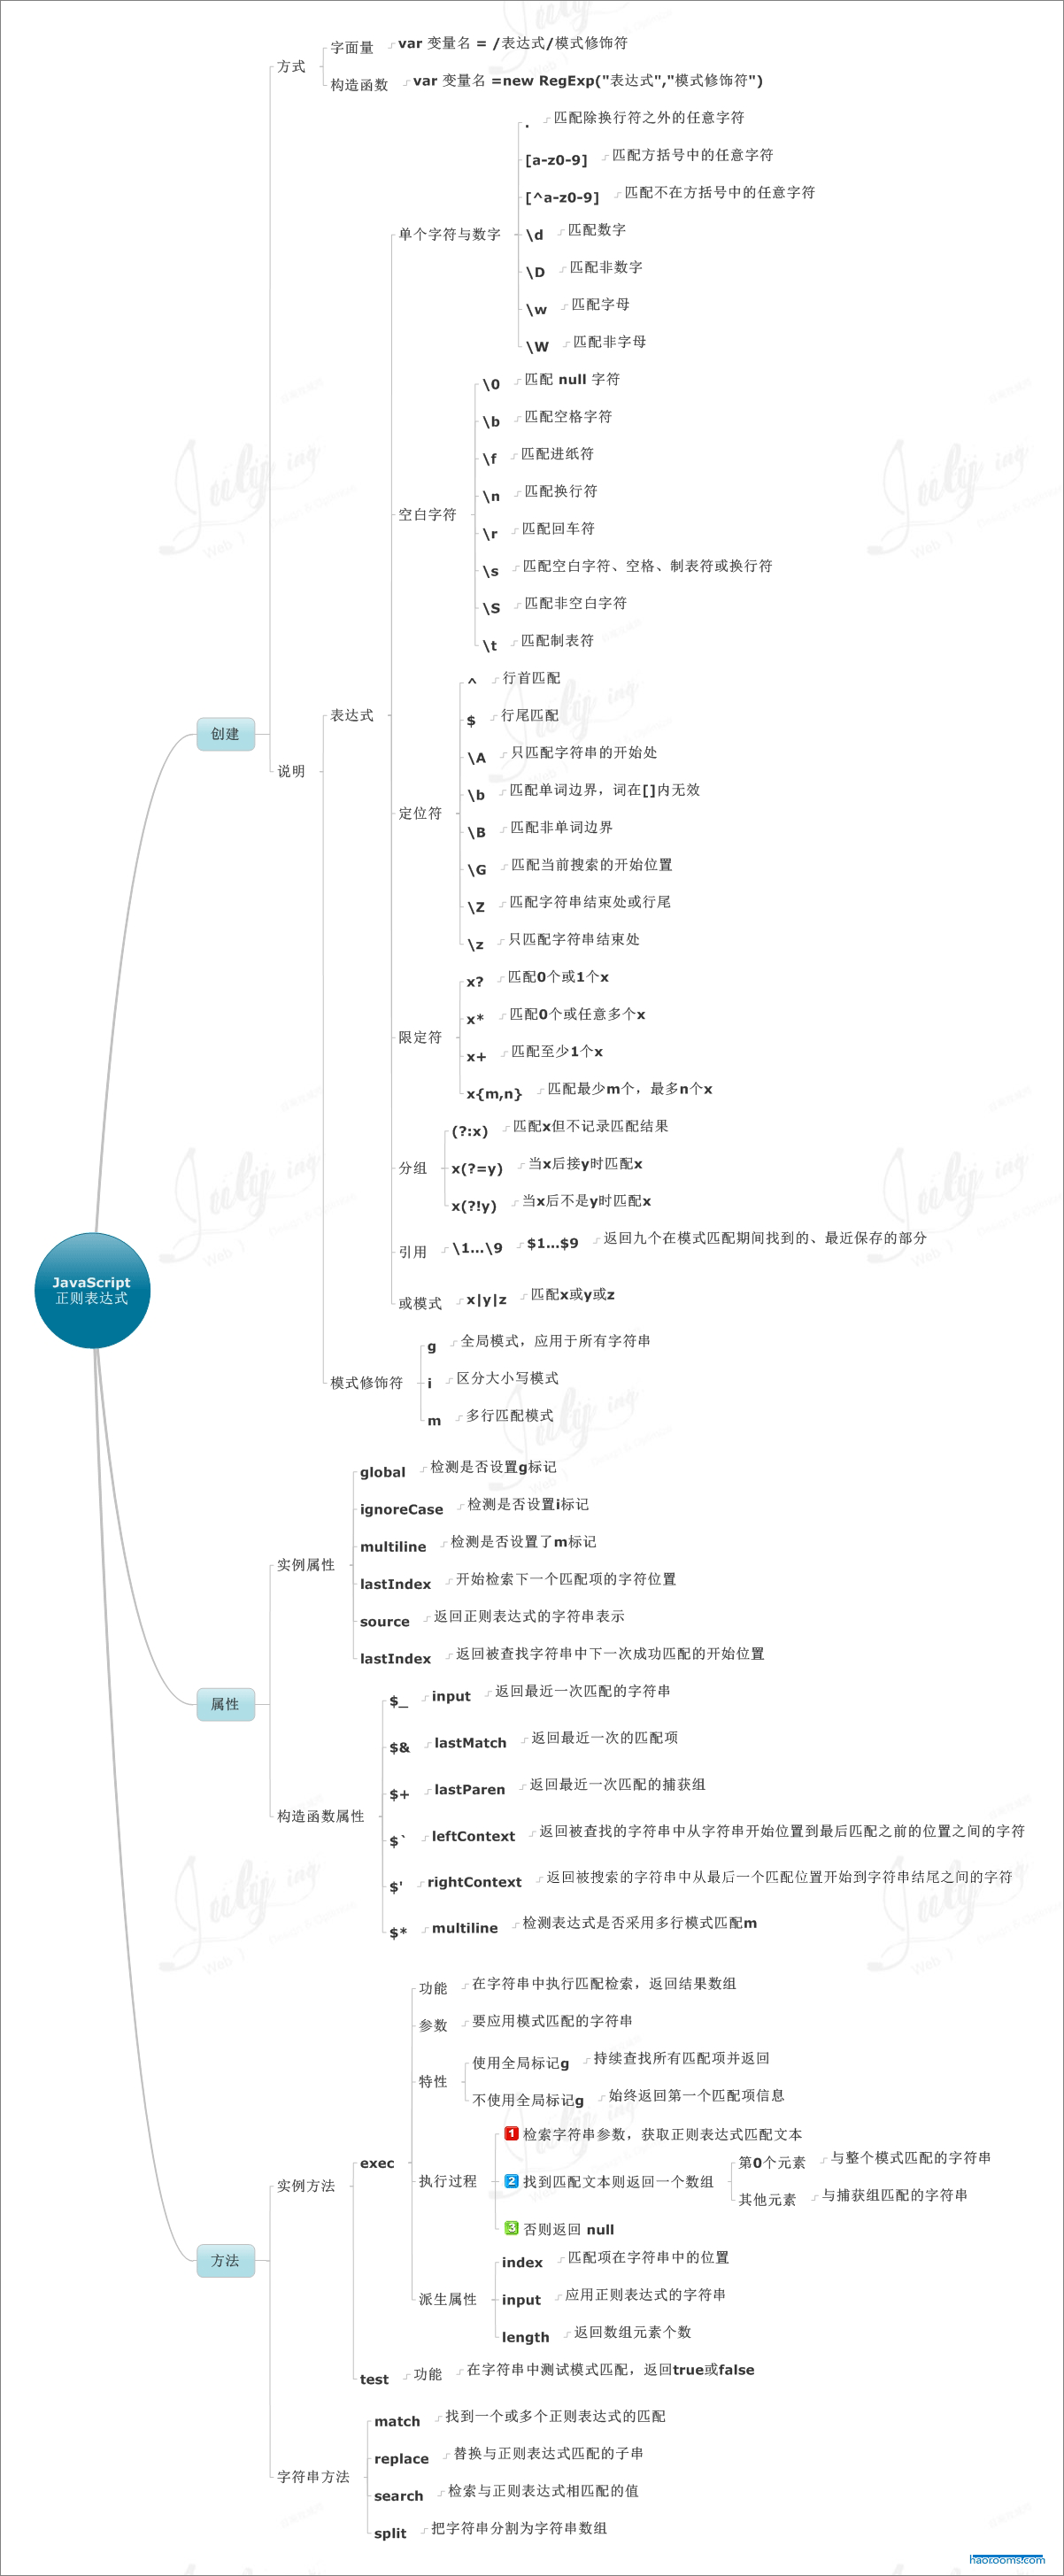 JavaScript
正则表达式
创建
方式
字面量 var 变量名 = /表达式/模式修饰符
构造函数 var 变量名 =new RegExp("表达式","模式修饰符")
说明
表达式
单个字符与数字
. 匹配除换行符之外的任意字符
[a-z0-9] 匹配方括号中的任意字符
[^a-z0-9] 匹配不在方括号中的任意字符
\d 匹配数字
\D 匹配非数字
\w 匹配字母
\W 匹配非字母
空白字符
\0 匹配 null 字符
\b 匹配空格字符
\f 匹配进纸符
\n 匹配换行符
\r 匹配回车符
\s 匹配空白字符、空格、制表符或换行符
\S 匹配非空白字符
\t 匹配制表符
定位符
^ 行首匹配
$ 行尾匹配
\A 只匹配字符串的开始处
\b 匹配单词边界，词在[]内无效
\B 匹配非单词边界
\G 匹配当前搜索的开始位置
\Z 匹配字符串结束处或行尾
\z 只匹配字符串结束处
限定符
x? 匹配0个或1个x
x* 匹配0个或任意多个x
x+ 匹配至少1个x
x{m,n} 匹配最少m个，最多n个x
分组
(?:x) 匹配x但不记录匹配结果
x(?=y) 当x后接y时匹配x
x(?!y) 当x后不是y时匹配x
引用 \1...\9 $1...$9 返回九个在模式匹配期间找到的、最近保存的部分
或模式 x|y|z 匹配x或y或z
模式修饰符
g 全局模式，应用于所有字符串
i 区分大小写模式
m 多行匹配模式
属性
实例属性
global 检测是否设置g标记
ignoreCase 检测是否设置i标记
multiline 检测是否设置了m标记
lastIndex 开始检索下一个匹配项的字符位置
source 返回正则表达式的字符串表示
lastIndex 返回被查找字符串中下一次成功匹配的开始位置
构造函数属性
$_ input 返回最近一次匹配的字符串
$& lastMatch 返回最近一次的匹配项
$+ lastParen 返回最近一次匹配的捕获组
$` leftContext 返回被查找的字符串中从字符串开始位置到最后匹配之前的位置之间的字符
$' rightContext 返回被搜索的字符串中从最后一个匹配位置开始到字符串结尾之间的字符
$* multiline 检测表达式是否采用多行模式匹配m
方法
实例方法
exec
功能 在字符串中执行匹配检索，返回结果数组
参数 要应用模式匹配的字符串
特性
使用全局标记g 持续查找所有匹配项并返回
不使用全局标记g 始终返回第一个匹配项信息
执行过程
1 检索字符串参数，获取正则表达式匹配文本
2 找到匹配文本则返回一个数组
第0个元素 与整个模式匹配的字符串
其他元素 与捕获组匹配的字符串
3 否则返回 null
派生属性
index 匹配项在字符串中的位置
input 应用正则表达式的字符串
length 返回数组元素个数
test 功能 在字符串中测试模式匹配，返回true或false
字符串方法
match 找到一个或多个正则表达式的匹配
replace 替换与正则表达式匹配的子串
search 检索与正则表达式相匹配的值
split 把字符串分割为字符串数组
haorooms.com